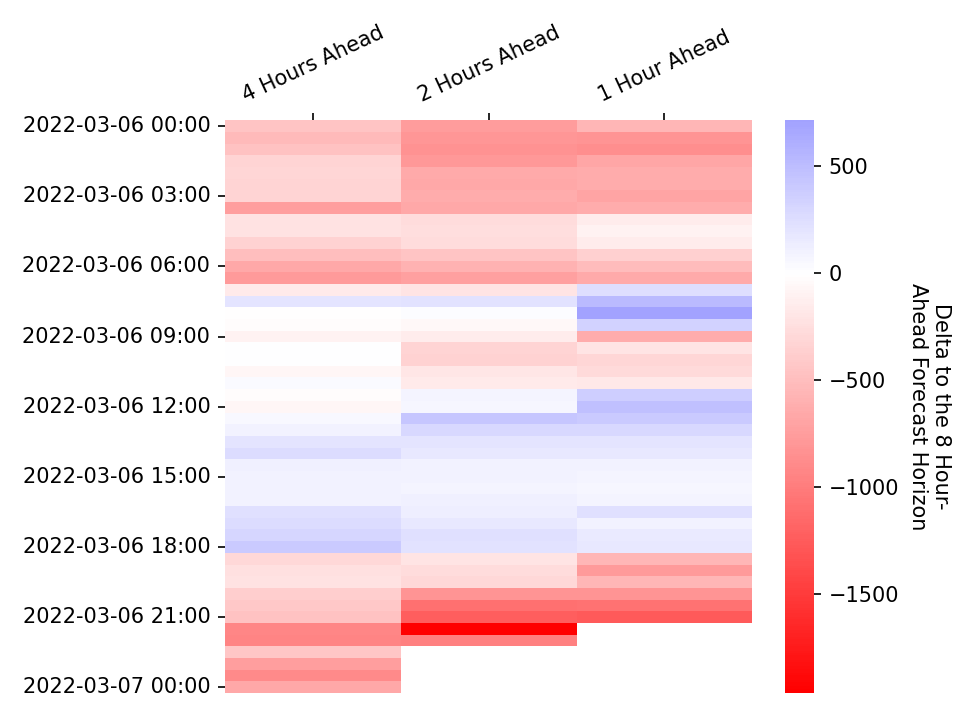 4 Hours Ahead
2 Hours Ahead
1 Hour Ahead
2022-03-06 00:00
2022-03-06 03:00
2022-03-06 06:00
2022-03-06 09:00
2022-03-06 12:00
2022-03-06 15:00
2022-03-06 18:00
2022-03-06 21:00
2022-03-07 00:00
500
0
−500
−1000
−1500
Delta to the 8 Hour-
Ahead Forecast Horizon